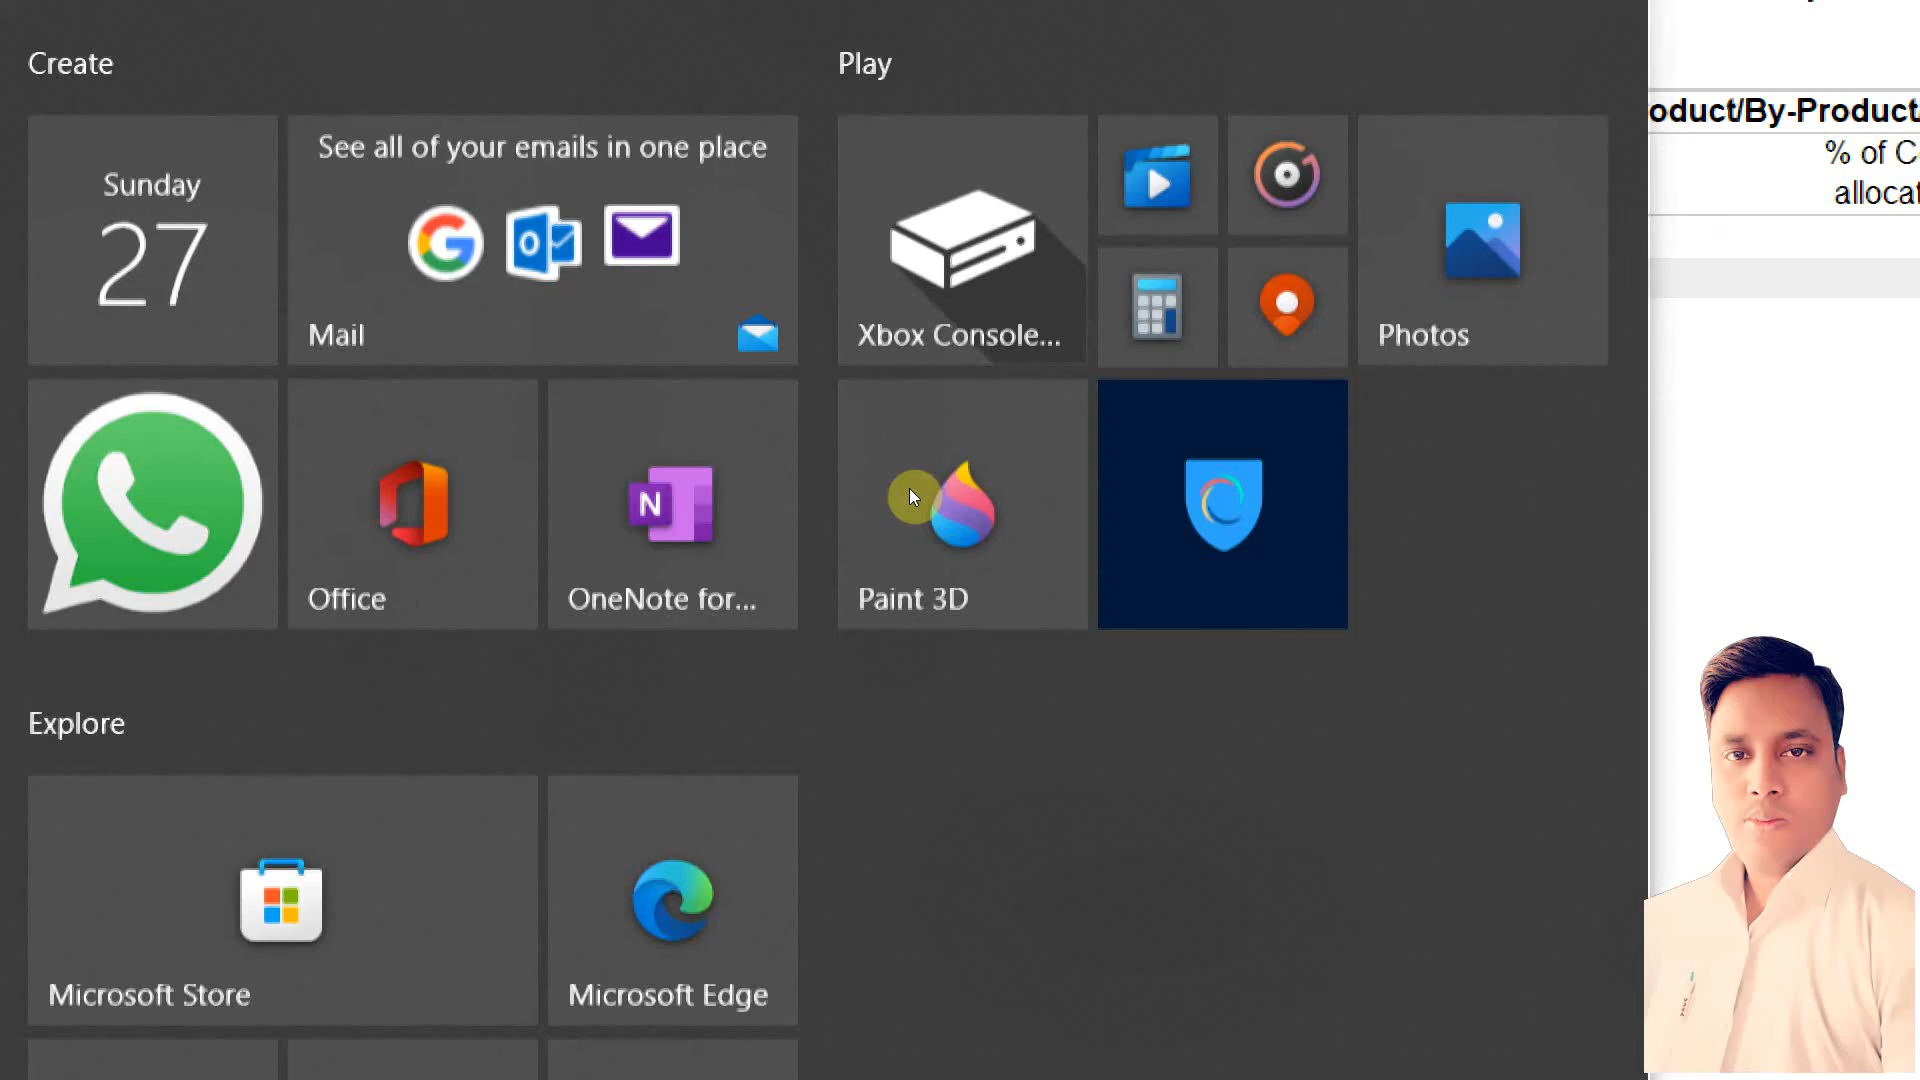 Create
Play
Sunday
27
See all of your emails in one place
Mail
Xbox Console...
Photos
Office
N
OneNote for...
Paint 3D
Explore
Microsoft Store
Microsoft Edge
oduct/By-Product
% of C
allocat